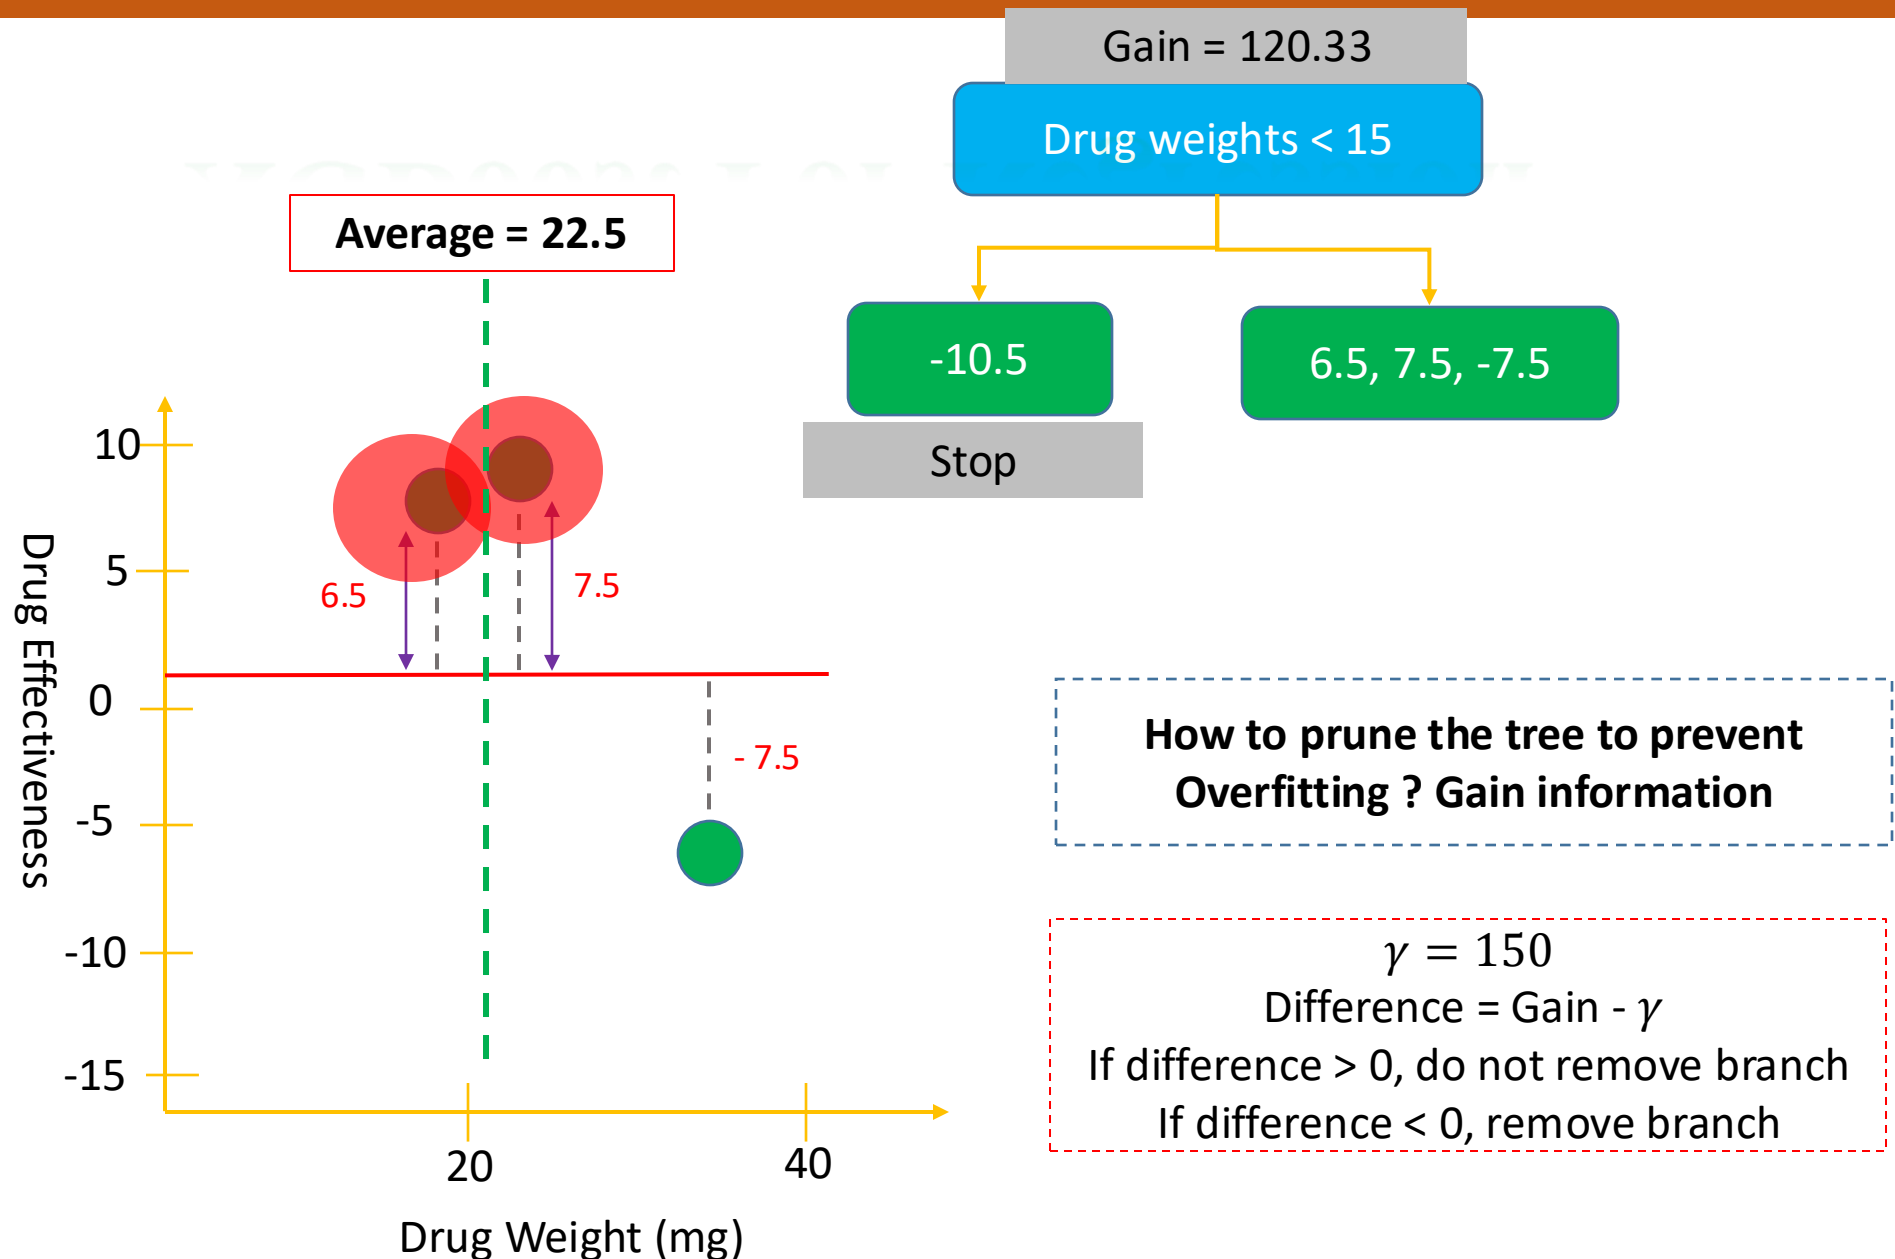 Gain = 120.33
Drug weights < 15
Average = 22.5
-10.5
6.5, 7.5, -7.5
Stop
10
5
0
-5
-10
-15
Drug Effectiveness
6.5
7.5
- 7.5
20
40
Drug Weight (mg)
How to prune the tree to prevent
Overfitting ? Gain information
γ = 150
Difference = Gain - γ
If difference > 0, do not remove branch
If difference < 0, remove branch